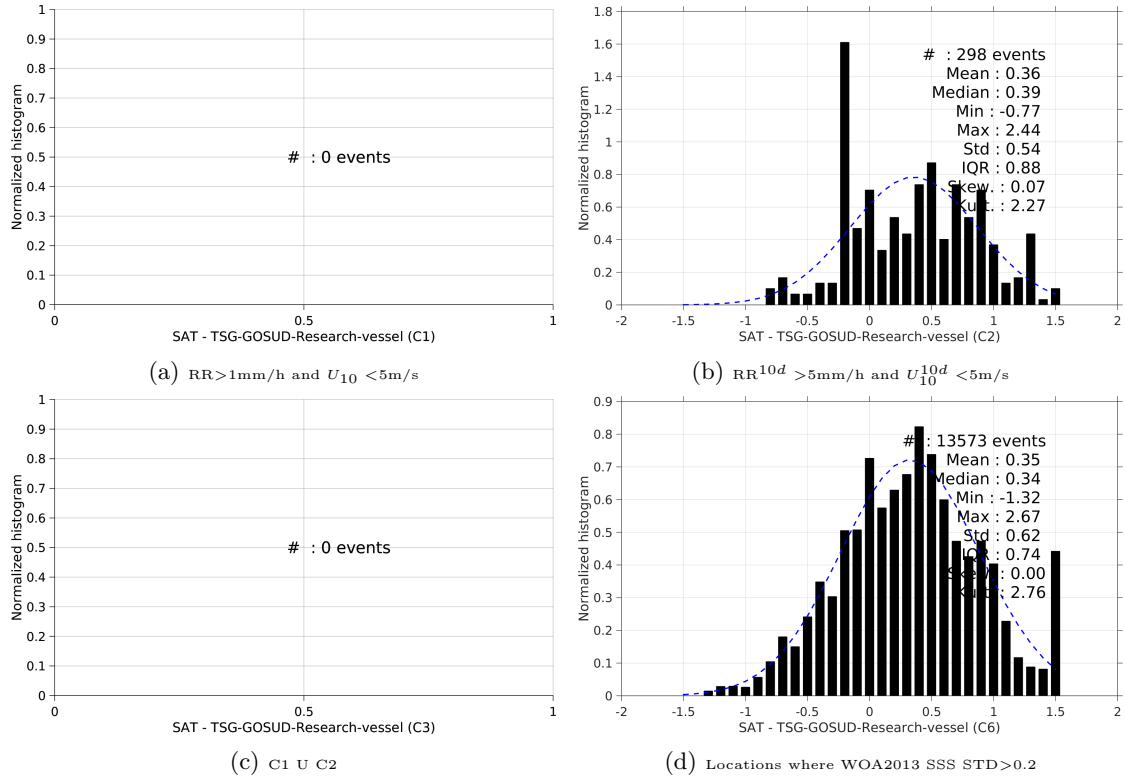 1
0.9
0.8
0.7
0.6
0.5
0.4
0.3
0.2
0.1
0
Normalized histogram
# : 0 events
0 0.5 1
SAT - TSG-GOSUD-Research-vessel (C1)
(a) RR>1mm/h and U10 <5m/s
1.8
1.6
1.4
1.2
1
0.8
0.6
0.4
0.2
0
Normalized histogram
# : 298 events
Mean : 0.36
Median : 0.39
Min : -0.77
Max : 2.44
Std : 0.54
IQR : 0.88
Skew. : 0.07
Kurt. : 2.27
-2 -1.5 -1 -0.5 0 0.5 1 1.5 2
SAT - TSG-GOSUD-Research-vessel (C2)
(b) RR10d >5mm/h and U10d10 <5m/s
1
0.9
0.8
0.7
0.6
0.5
0.4
0.3
0.2
0.1
0
Normalized histogram
# : 0 events
0 0.5 1
SAT - TSG-GOSUD-Research-vessel (C3)
(c) C1 U C2
0.9
0.8
0.7
0.6
0.5
0.4
0.3
0.2
0.1
0
Normalized histogram
# : 13573 events
Mean : 0.35
Median : 0.34
Min : -1.32
Max : 2.67
Std : 0.62
IQR : 0.74
Skew. : 0.00
Kurt. : 2.76
-2 -1.5 -1 -0.5 0 0.5 1 1.5 2
SAT - TSG-GOSUD-Research-vessel (C6)
(d) Locations where WOA2013 SSS STD>0.2